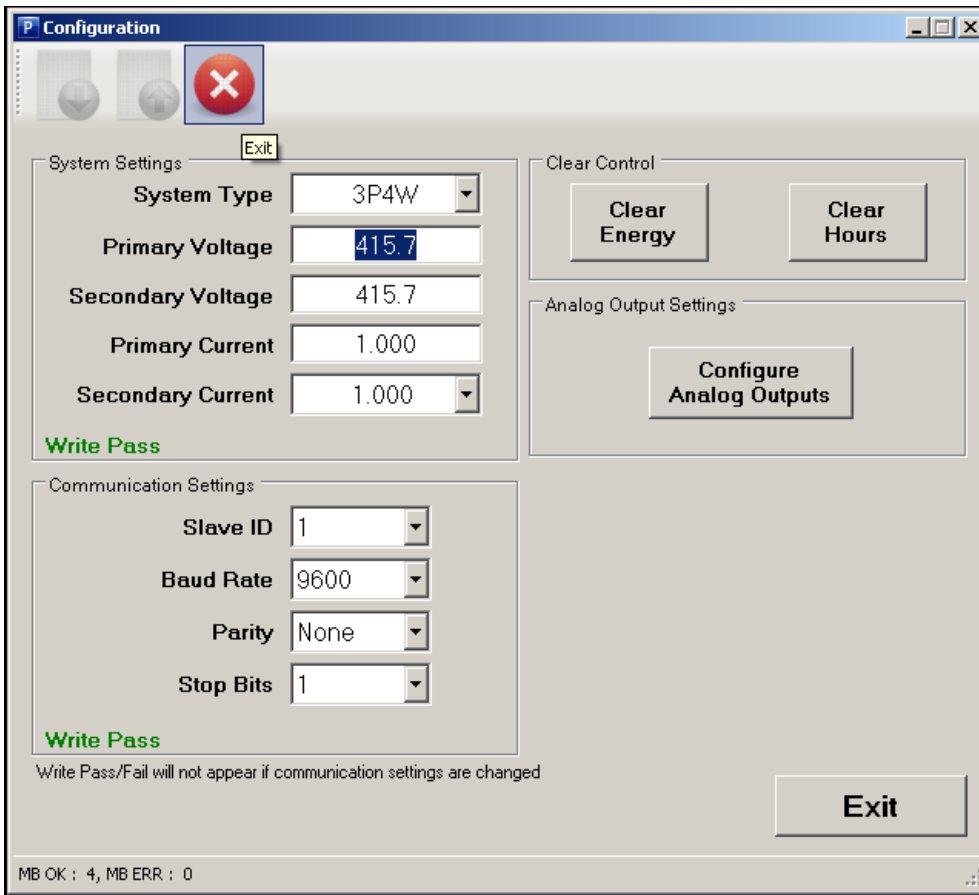 P Configuration
Exit
System Settings
System Type 3P4W
Primary Voltage 415.7
Secondary Voltage 415.7
Primary Current 1.000
Secondary Current 1.000
Write Pass
Clear Control
Clear
Energy
Clear
Hours
Analog Output Settings
Configure
Analog Outputs
Communication Settings
Slave ID 1
Baud Rate 9600
Parity None
Stop Bits 1
Write Pass
Write Pass/Fail will not appear if communication settings are changed
Exit
MB OK : 4, MB ERR : 0